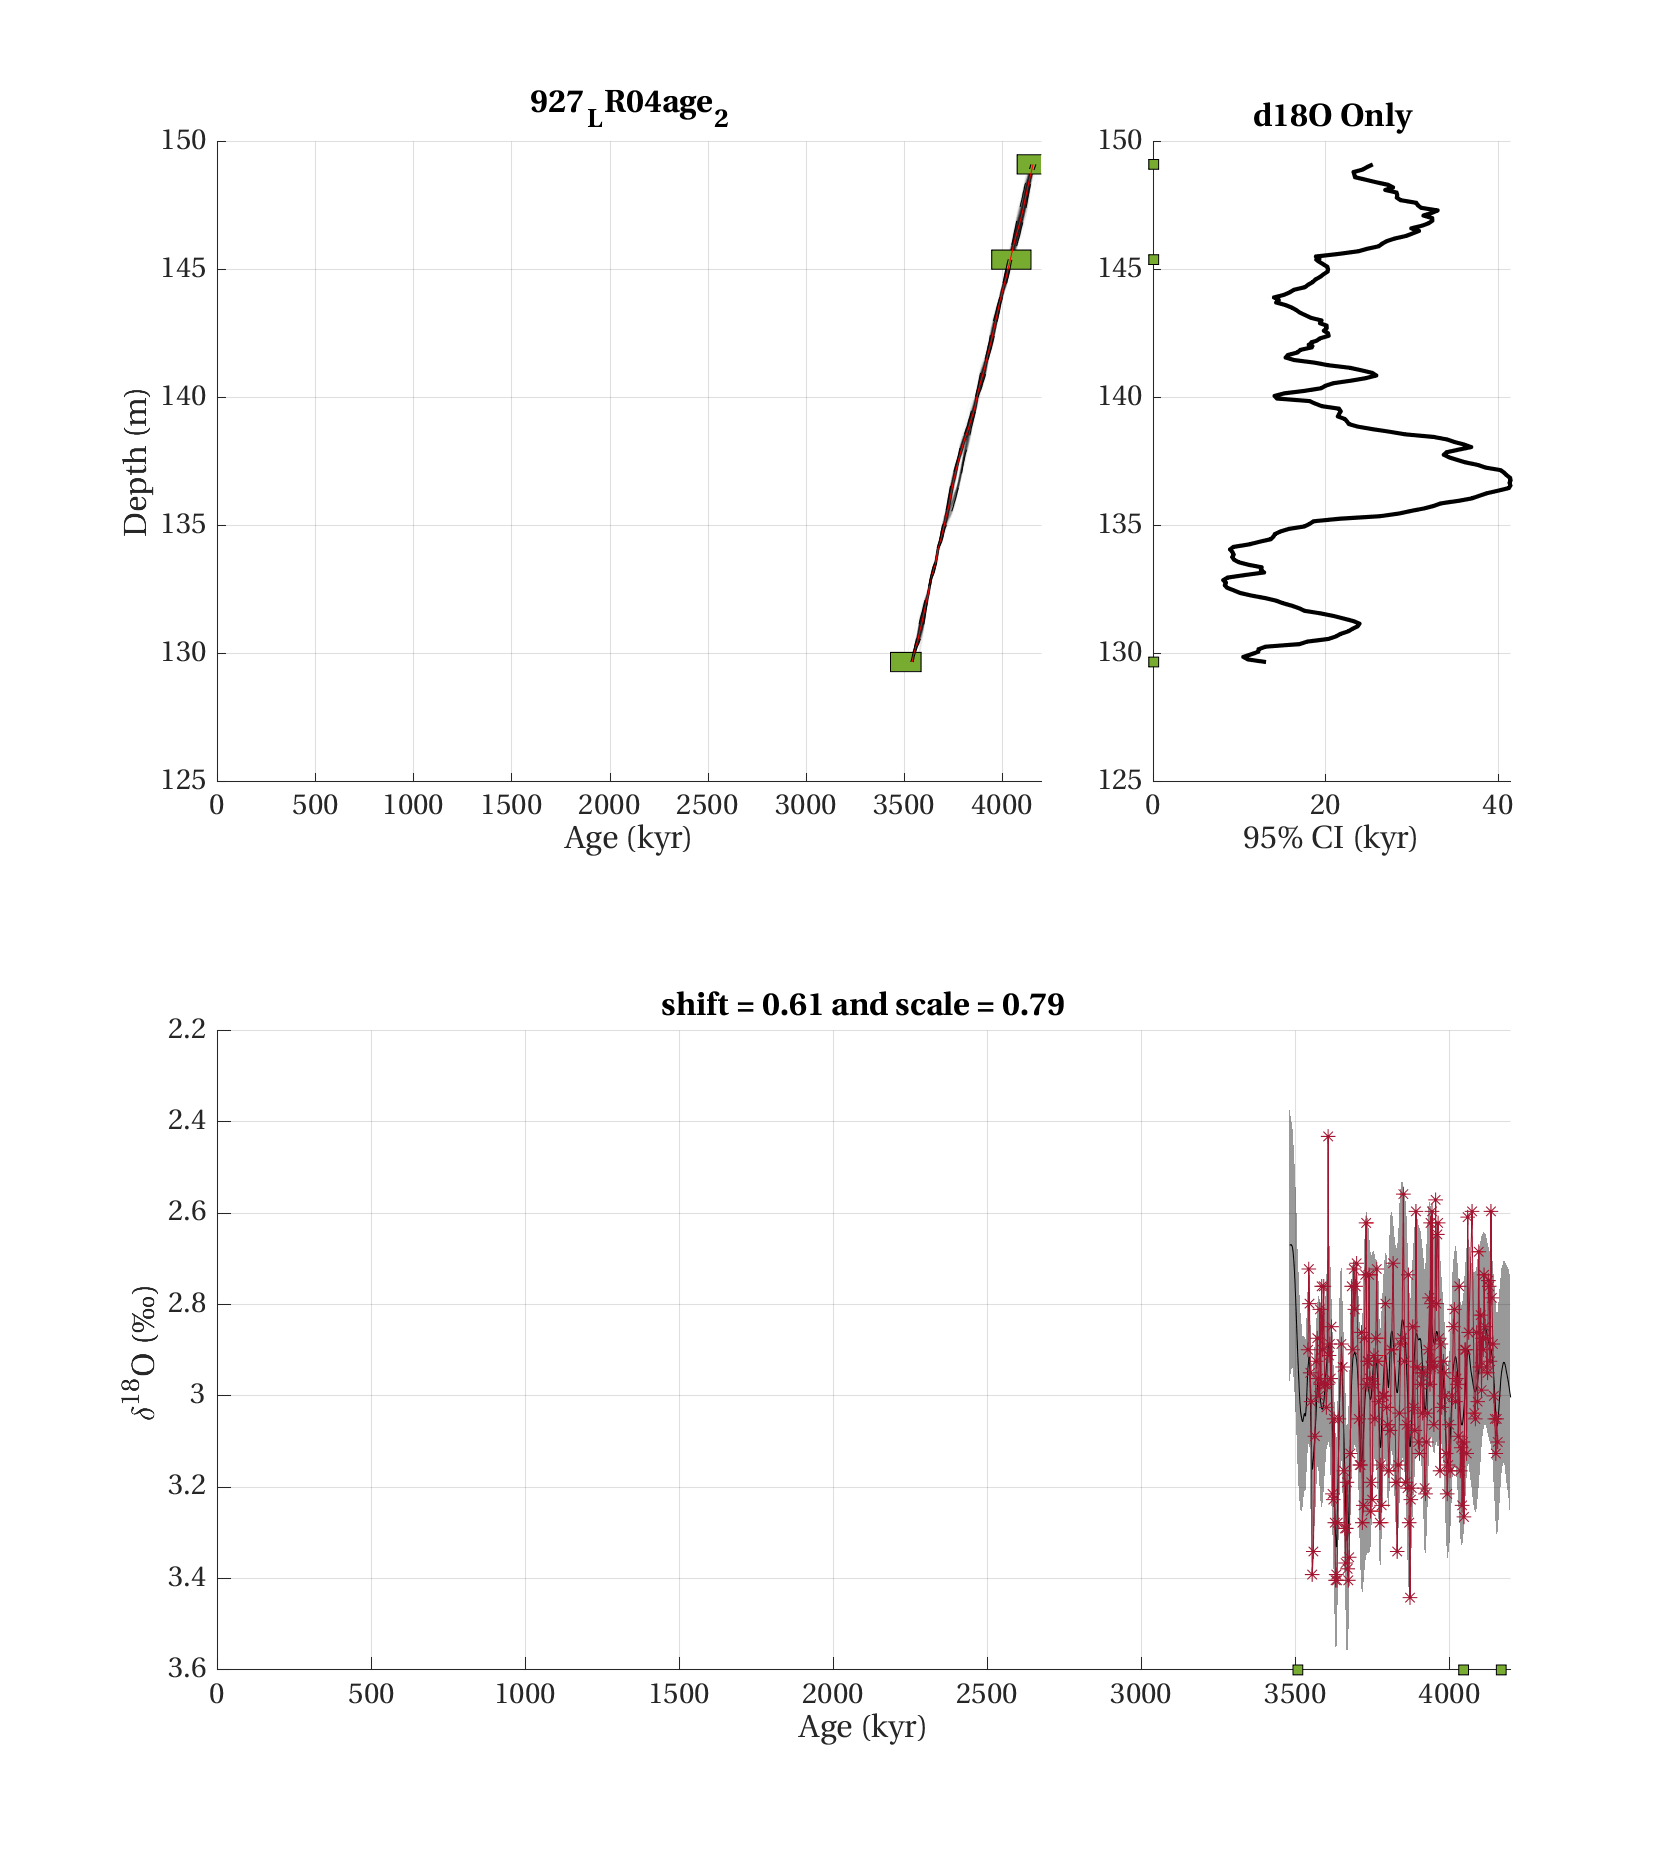 927LR04age2
150
145
140
135
130
125
Depth (m)
0 500 1000 1500 2000 2500 3000 3500 4000
Age (kyr)
d18O Only
150
145
140
135
130
125
0 20 40
95% CI (kyr)
shift = 0.61 and scale = 0.79
2.2
2.4
2.6
2.8
3
3.2
3.4
3.6
δ18O (‰)
0 500 1000 1500 2000 2500 3000 3500 4000
Age (kyr)